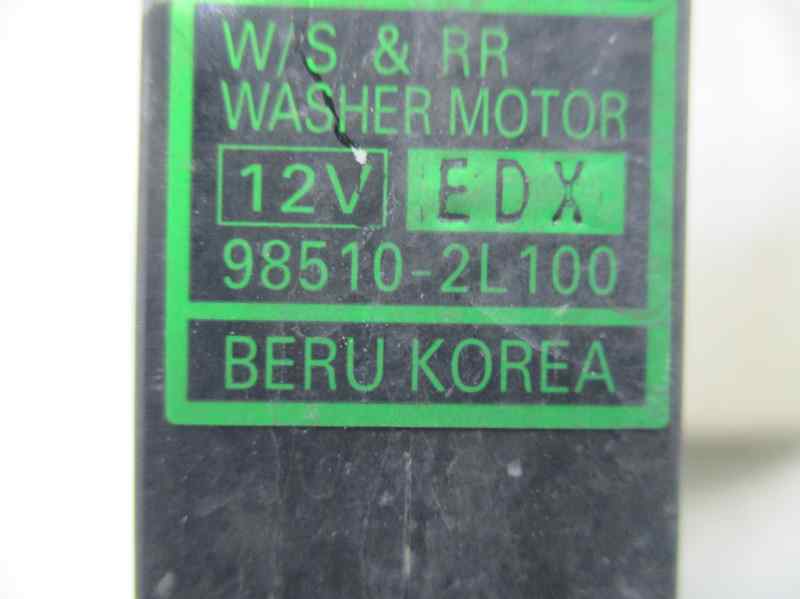 W/S & RR
WASHER MOTOR
12V EDX
98510-2L100
BERU KOREA